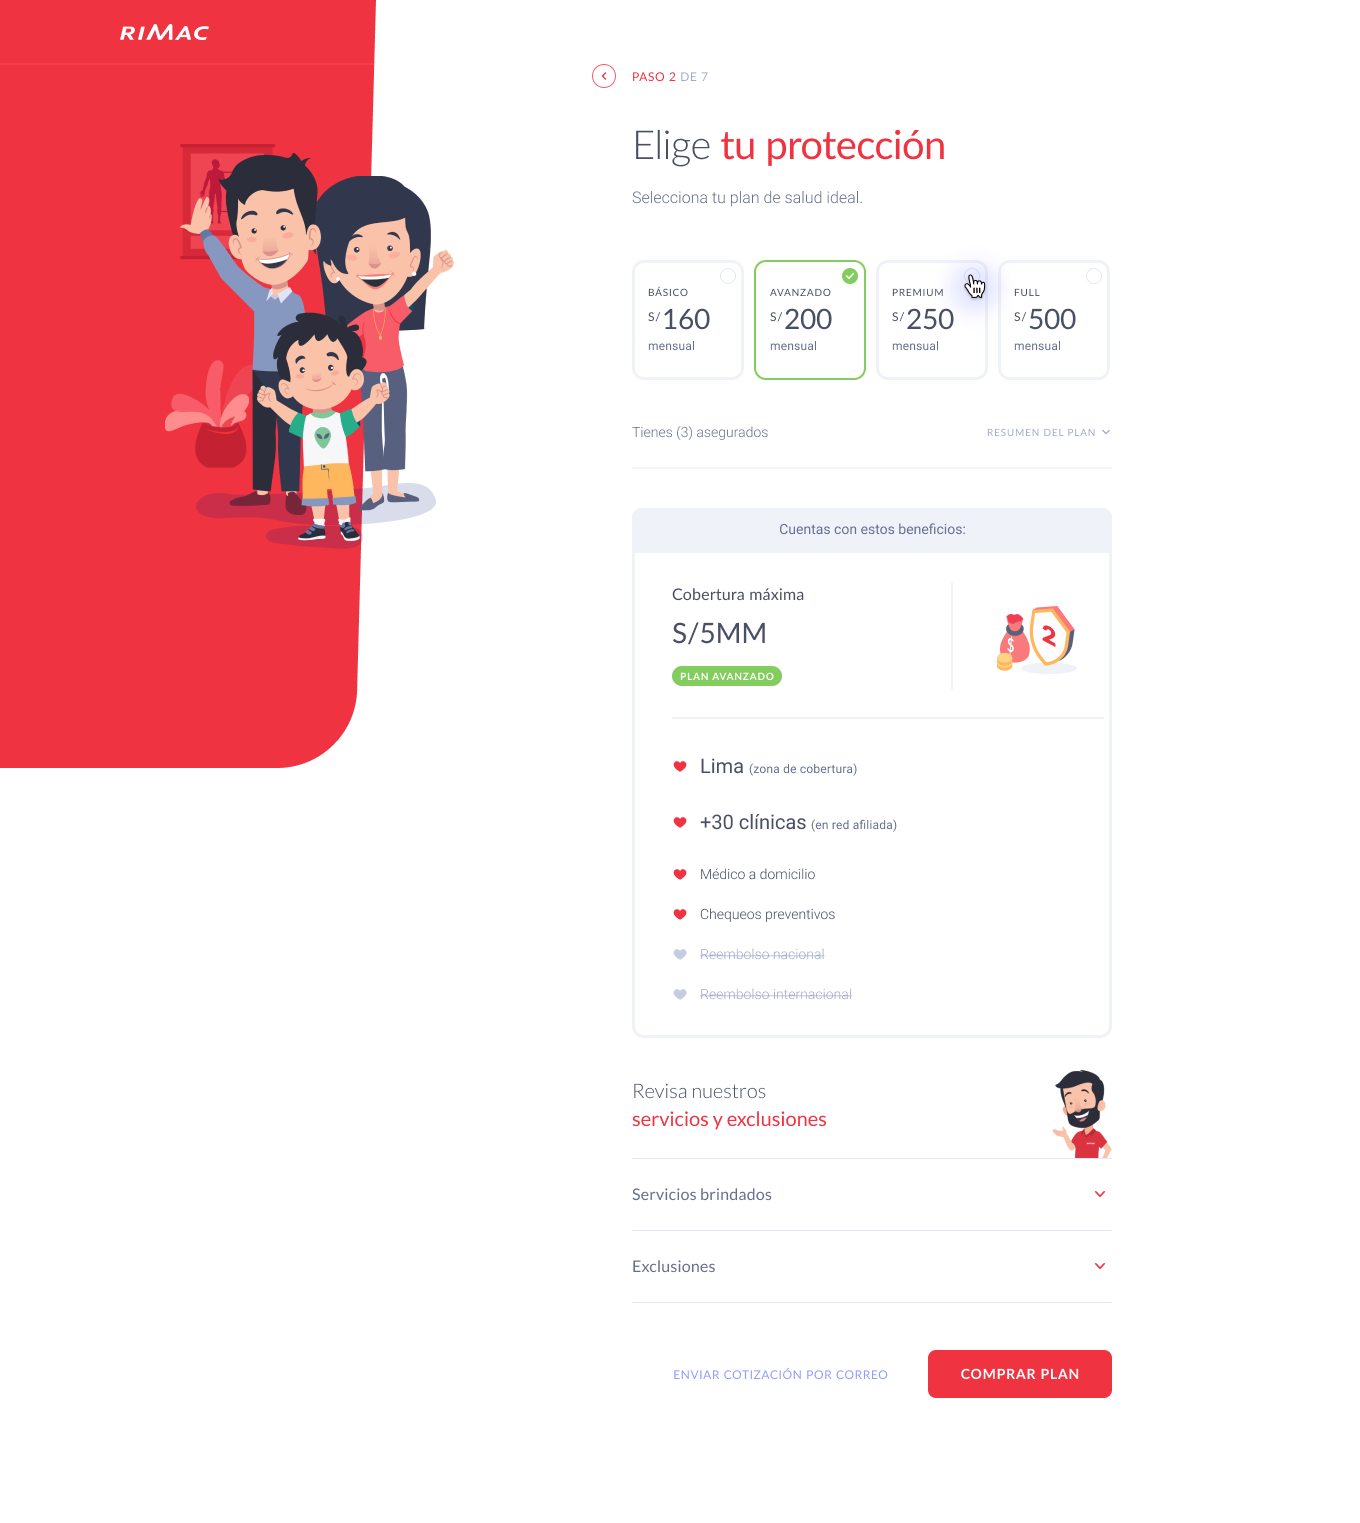 RIMAC
PASO 2 DE 7
Elige tu protección
Selecciona tu plan de salud ideal.
BÁSICO
S/160
mensual
AVANZADO
S/200
mensual
PREMIUM
S/250
mensual
FULL
S/500
mensual
Tienes (3) asegurados
RESUMEN DEL PLAN
Cuentas con estos beneficios:
Cobertura máxima
S/5MM
PLAN AVANZADO
$
Lima (zona de cobertura)
+30 clínicas (en red afiliada)
Médico a domicilio
Chequeos preventivos
Reembolso nacional
Reembolso internacional
Revisa nuestros
servicios y exclusiones
Servicios brindados
Exclusiones
ENVIAR COTIZACIÓN POR CORREO
COMPRAR PLAN